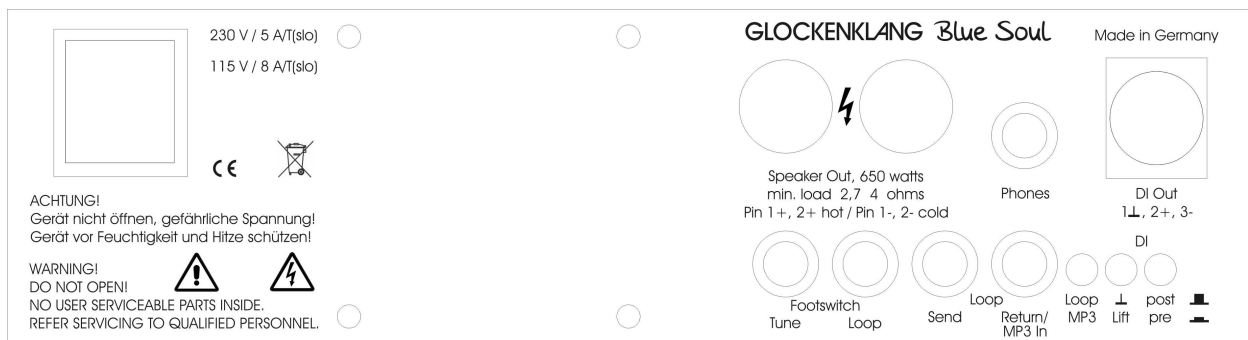 230 V / 5 A/T(slo)
115 V / 8 A/T(slo)
CE
ACHTUNG!
Gerät nicht öffnen, gefährliche Spannung!
Gerät vor Feuchtigkeit und Hitze schützen!
WARNING!
DO NOT OPEN!
NO USER SERVICEABLE PARTS INSIDE.
REFER SERVICING TO QUALIFIED PERSONNEL.
GLOCKENKLANG Blue Soul
Made in Germany
Speaker Out, 650 watts
min. load 2,7 4 ohms
Pin 1+, 2+ hot / Pin 1-, 2- cold
Phones
DI Out
1⊥, 2+, 3-
DI
Footswitch
Tune Loop
Loop
Send Return/
MP3 In
Loop ⊥ post
MP3 Lift pre